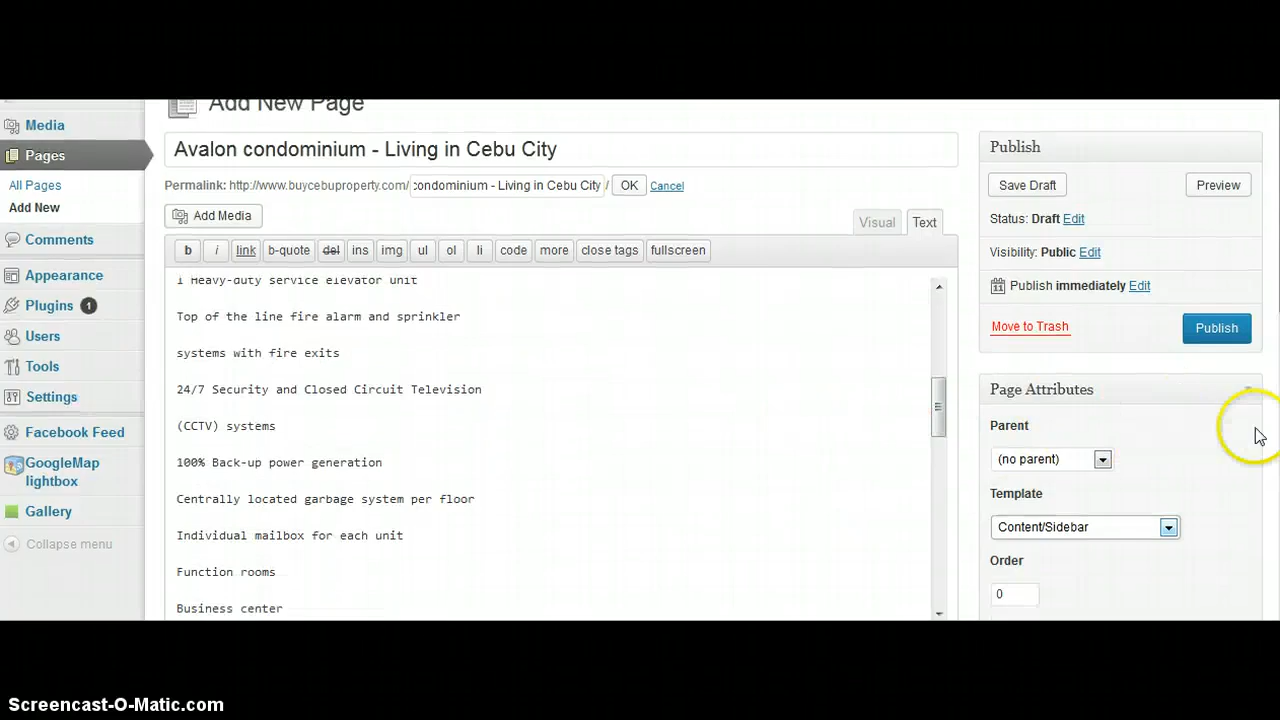 Add New Page
Media
Pages
All Pages
Add New
Comments
Appearance
Plugins 1
Users
Tools
Settings
Facebook Feed
GoogleMap
lightbox
Gallery
Collapse menu
Avalon condominium - Living in Cebu City
Permalink: http://www.buycebuproperty.com/ condominium - Living in Cebu City / OK Cancel
Add Media
Visual Text
b i link b-quote del ins img ul ol li code more close tags fullscreen
1 Heavy-duty service elevator unit
Top of the line fire alarm and sprinkler
systems with fire exits
24/7 Security and Closed Circuit Television
(CCTV) systems
100% Back-up power generation
Centrally located garbage system per floor
Individual mailbox for each unit
Function rooms
Business center
Publish
Save Draft Preview
Status: Draft Edit
Visibility: Public Edit
11 Publish immediately Edit
Move to Trash Publish
Page Attributes
Parent
(no parent)
Template
Content/Sidebar
Order
0
Screencast-O-Matic.com